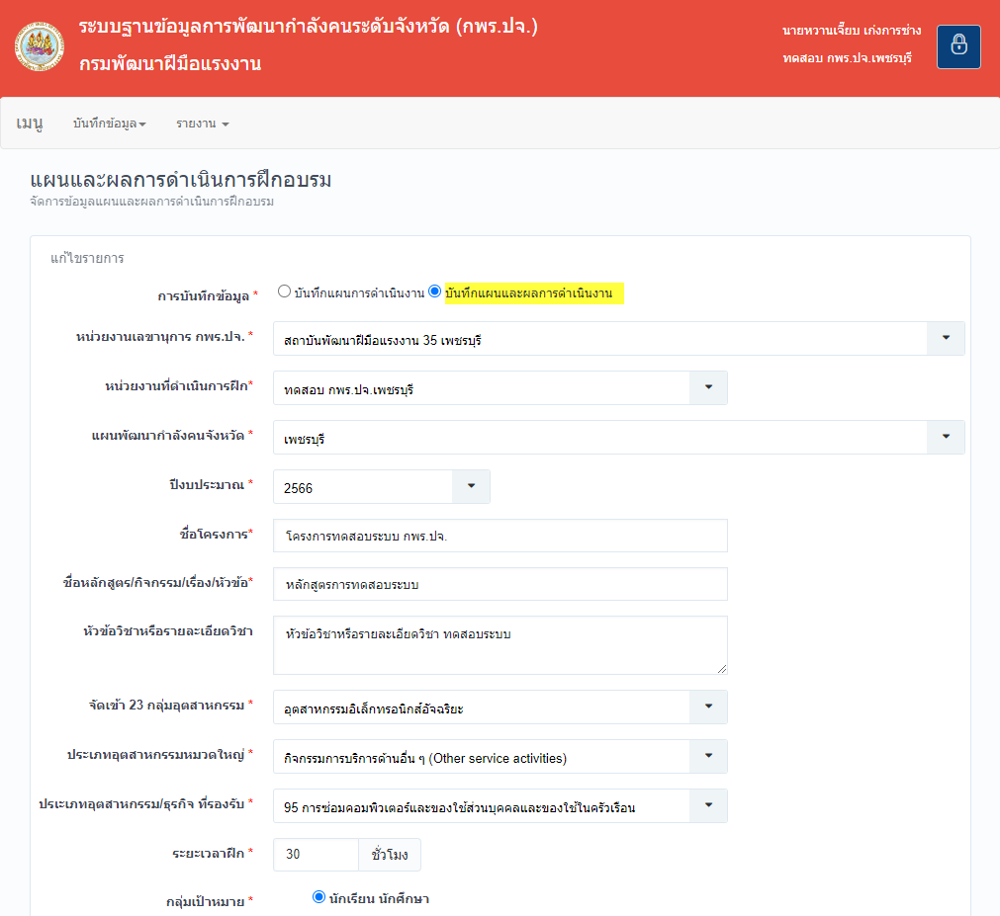 ระบบฐานข้อมูลการพัฒนากำลังคนระดับจังหวัด (กพร.ปจ.)
กรมพัฒนาฝีมือแรงงาน
นายหวานเจี๊ยบ เก่งการช่าง
ทดสอบ กพร.ปจ.เพชรบุรี
เมนู บันทึกข้อมูล รายงาน
แผนและผลการดำเนินการฝึกอบรม
จัดการข้อมูลแผนและผลการดำเนินการฝึกอบรม
แก้ไขรายการ
การบันทึกข้อมูล * บันทึกแผนการดำเนินงาน บันทึกแผนและผลการดำเนินงาน
หน่วยงานเลขานุการ กพร.ปจ. * สถาบันพัฒนาฝีมือแรงงาน 35 เพชรบุรี
หน่วยงานที่ดำเนินการฝึก* ทดสอบ กพร.ปจ.เพชรบุรี
แผนพัฒนากำลังคนจังหวัด * เพชรบุรี
ปีงบประมาณ * 2566
ชื่อโครงการ* โครงการทดสอบระบบ กพร.ปจ.
ชื่อหลักสูตร/กิจกรรม/เรื่อง/หัวข้อ* หลักสูตรการทดสอบระบบ
หัวข้อวิชาหรือรายละเอียดวิชา หัวข้อวิชาหรือรายละเอียดวิชา ทดสอบระบบ
จัดเข้า 23 กลุ่มอุตสาหกรรม * อุตสาหกรรมอิเล็กทรอนิกส์อัจฉริยะ
ประเภทอุตสาหกรรมหมวดใหญ่ * กิจกรรมการบริการด้านอื่น ๆ (Other service activities)
ประเภทอุตสาหกรรม/ธุรกิจ ที่รองรับ * 95 การซ่อมคอมพิวเตอร์และของใช้ส่วนบุคคลและของใช้ในครัวเรือน
ระยะเวลาฝึก * 30 ชั่วโมง
กลุ่มเป้าหมาย * นักเรียน นักศึกษา